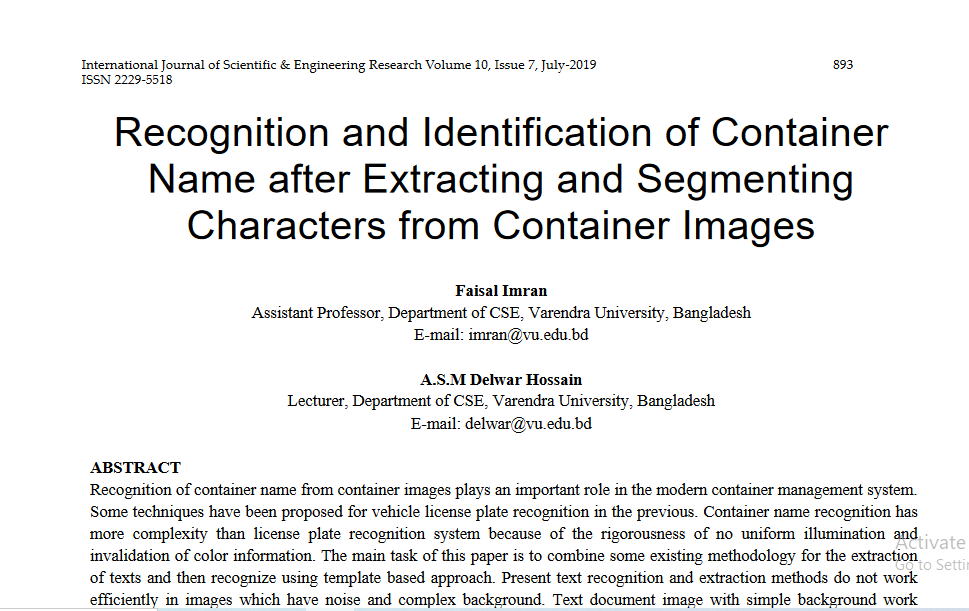 International Journal of Scientific & Engineering Research Volume 10, Issue 7, July-2019 893
ISSN 2229-5518
Recognition and Identification of Container
Name after Extracting and Segmenting
Characters from Container Images
Faisal Imran
Assistant Professor, Department of CSE, Varendra University, Bangladesh
E-mail: imran@vu.edu.bd
A.S.M Delwar Hossain
Lecturer, Department of CSE, Varendra University, Bangladesh
E-mail: delwar@vu.edu.bd
ABSTRACT
Recognition of container name from container images plays an important role in the modern container management system.
Some techniques have been proposed for vehicle license plate recognition in the previous. Container name recognition has
more complexity than license plate recognition system because of the rigorousness of no uniform illumination and
invalidation of color information. The main task of this paper is to combine some existing methodology for the extraction
of texts and then recognize using template based approach. Present text recognition and extraction methods do not work
efficiently in images which have noise and complex background. Text document image with simple background work
Activate
Go to Settin